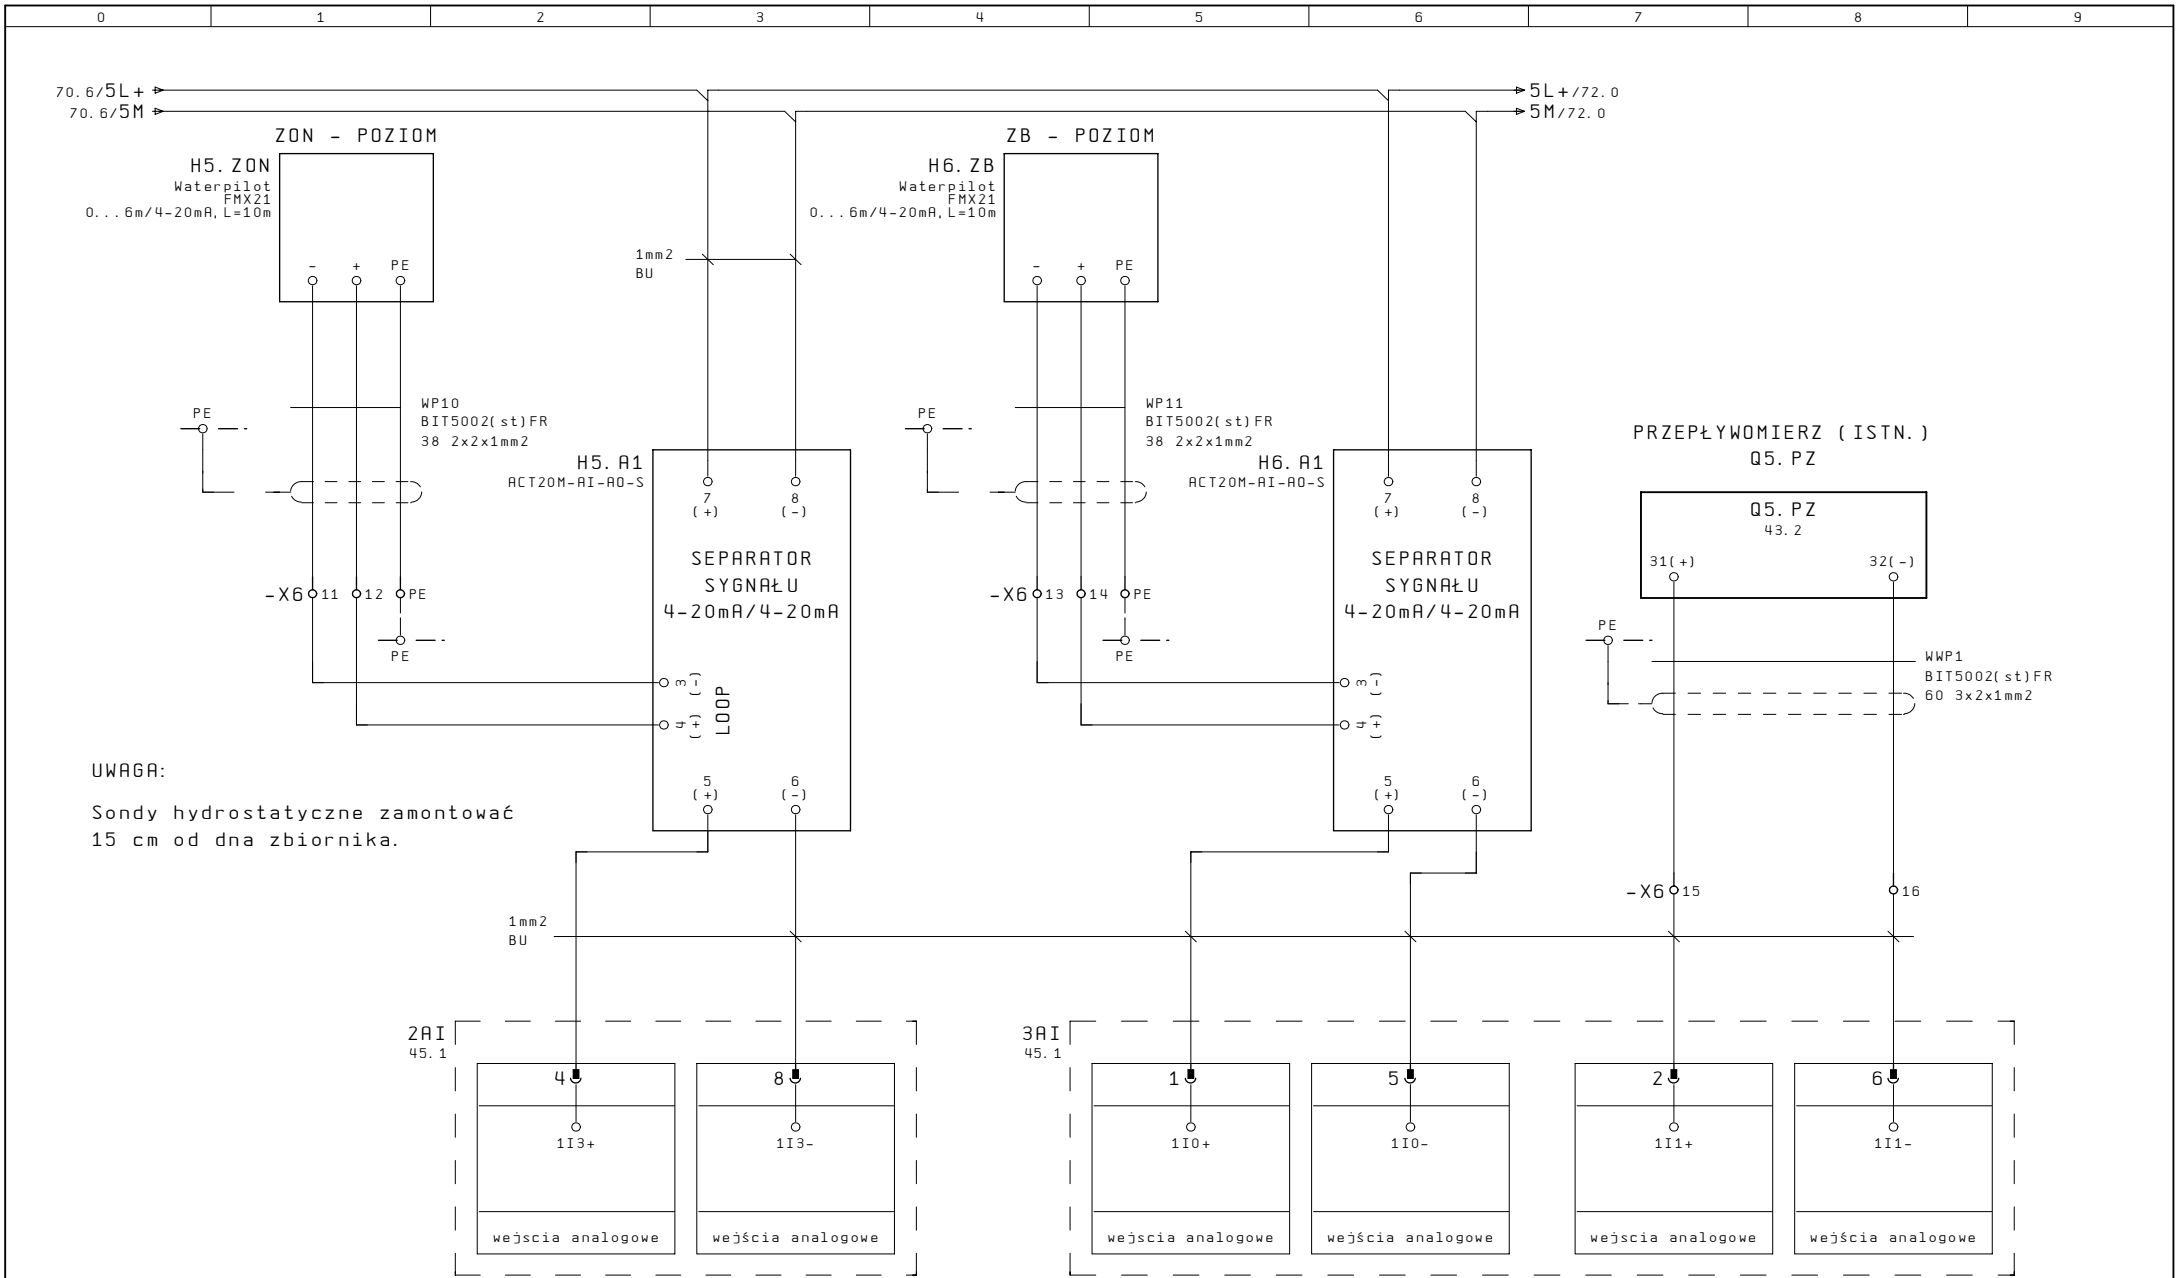 0 1 2 3 4 5 6 7 8 9
70.6/5L+
5L+/72.0
70.6/5M
5M/72.0
ZON - POZIOM
H5.ZON
Waterpilot
FMX21
0...6m/4-20mA, L=10m
- + PE
1mm2
BU
ZB - POZIOM
H6.ZB
Waterpilot
FMX21
0...6m/4-20mA, L=10m
- + PE
PE
WP10
BIT5002(st)FR
38 2x2x1mm2
PE
WP11
BIT5002(st)FR
38 2x2x1mm2
H5.A1
ACT20M-AI-AO-S
7
(+)
8
(-)
SEPARATOR
SYGNAŁU
4-20mA/4-20mA
3
(-)
4
(+)
LOOP
5
(+)
6
(-)
H6.A1
ACT20M-AI-AO-S
7
(+)
8
(-)
SEPARATOR
SYGNAŁU
4-20mA/4-20mA
3
(-)
4
(+)
5
(+)
6
(-)
PRZEPŁYWOMIERZ (ISTN.)
Q5.PZ
Q5.PZ
43.2
31(+)
32(-)
-X6 11 12 PE
PE
-X6 13 14 PE
PE
PE
WWP1
BIT5002(st)FR
60 3x2x1mm2
UWAGA:
Sondy hydrostatyczne zamontować
15 cm od dna zbiornika.
-X6 15 16
1mm2
BU
2AI
45.1
4
1I3+
wejscia analogowe
8
1I3-
wejścia analogowe
3AI
45.1
1
1I0+
wejscia analogowe
5
1I0-
wejścia analogowe
2
1I1+
wejscia analogowe
6
1I1-
wejścia analogowe